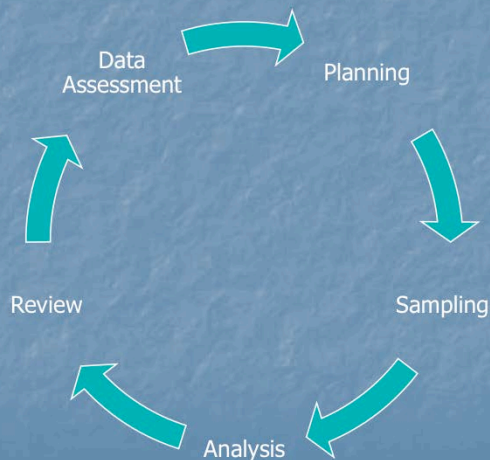 Data
Assessment
Planning
Sampling
Analysis
Review